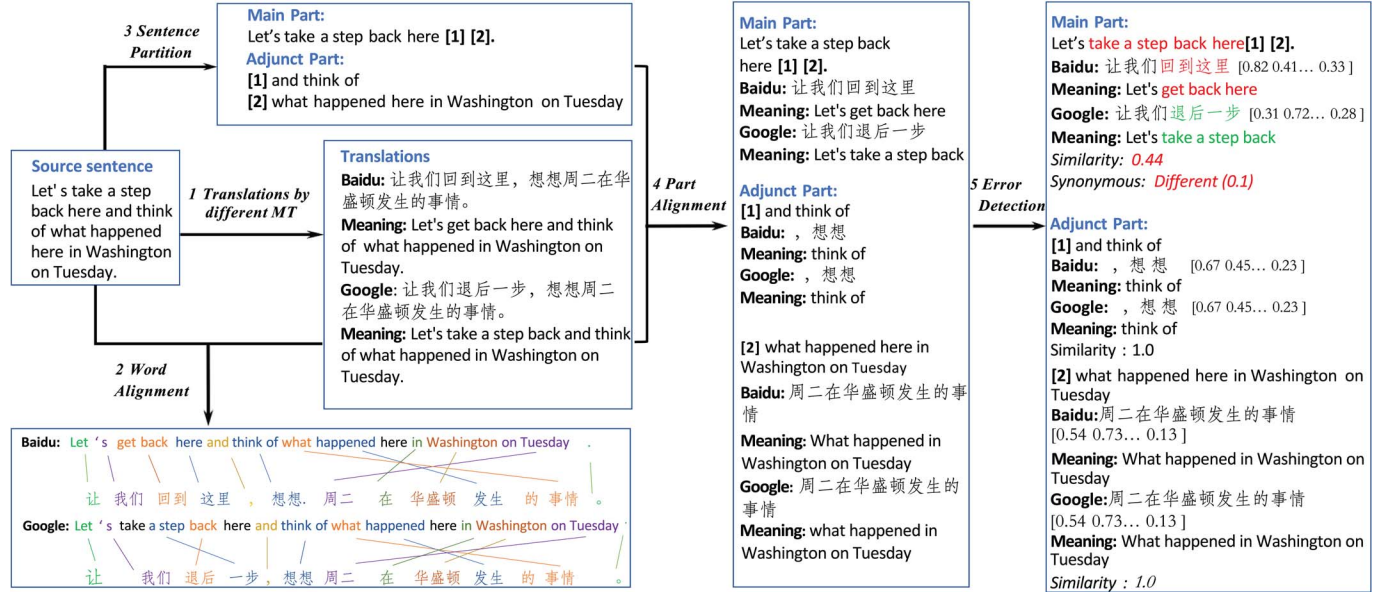 3 Sentence
Partition
Main Part:
Let's take a step back here [1] [2].
Adjunct Part:
[1] and think of
[2] what happened here in Washington on Tuesday
Source sentence
Let' s take a step
back here and think
of what happened
here in Washington
on Tuesday.
1 Translations by
different MT
Translations
Baidu: 让我们回到这里，想想周二在华
盛顿发生的事情。
Meaning: Let's get back here and think
of what happened in Washington on
Tuesday.
Google: 让我们退后一步，想想周二
在华盛顿发生的事情。
Meaning: Let's take a step back and think
of what happened in Washington on
Tuesday.
2 Word
Alignment
Baidu: Let 's get back here and think of what happened here in Washington on Tuesday .
让 我们 回到 这里 , 想想. 周二 在 华盛顿 发生 的 事情 。
Google: Let 's take a step back here and think of what happened here in Washington on Tuesday
让 我们 退后 一步 , 想想 周二 在 华盛顿 发生 的 事情 。
4 Part
Alignment
Main Part:
Let's take a step back
here [1] [2].
Baidu: 让我们回到这里
Meaning: Let's get back here
Google: 让我们退后一步
Meaning: Let's take a step back
Adjunct Part:
[1] and think of
Baidu: ，想想
Meaning: think of
Google: ，想想
Meaning: think of
[2] what happened here in
Washington on Tuesday
Baidu: 周二在华盛顿发生的事
情
Meaning: What happened in
Washington on Tuesday
Google: 周二在华盛顿发生的
事情
Meaning: what happened in
Washington on Tuesday
5 Error
Detection
Main Part:
Let's take a step back here[1] [2].
Baidu: 让我们回到这里 [0.82 0.41... 0.33 ]
Meaning: Let's get back here
Google: 让我们退后一步 [0.31 0.72... 0.28 ]
Meaning: Let's take a step back
Similarity: 0.44
Synonymous: Different (0.1)
Adjunct Part:
[1] and think of
Baidu: ，想想 [0.67 0.45... 0.23 ]
Meaning: think of
Google: ，想想 [0.67 0.45... 0.23 ]
Meaning: think of
Similarity : 1.0
[2] what happened here in Washington on
Tuesday
Baidu:周二在华盛顿发生的事情
[0.54 0.73... 0.13 ]
Meaning: What happened in Washington on
Tuesday
Google:周二在华盛顿发生的事情
[0.54 0.73... 0.13 ]
Meaning: What happened in Washington on
Tuesday
Similarity : 1.0